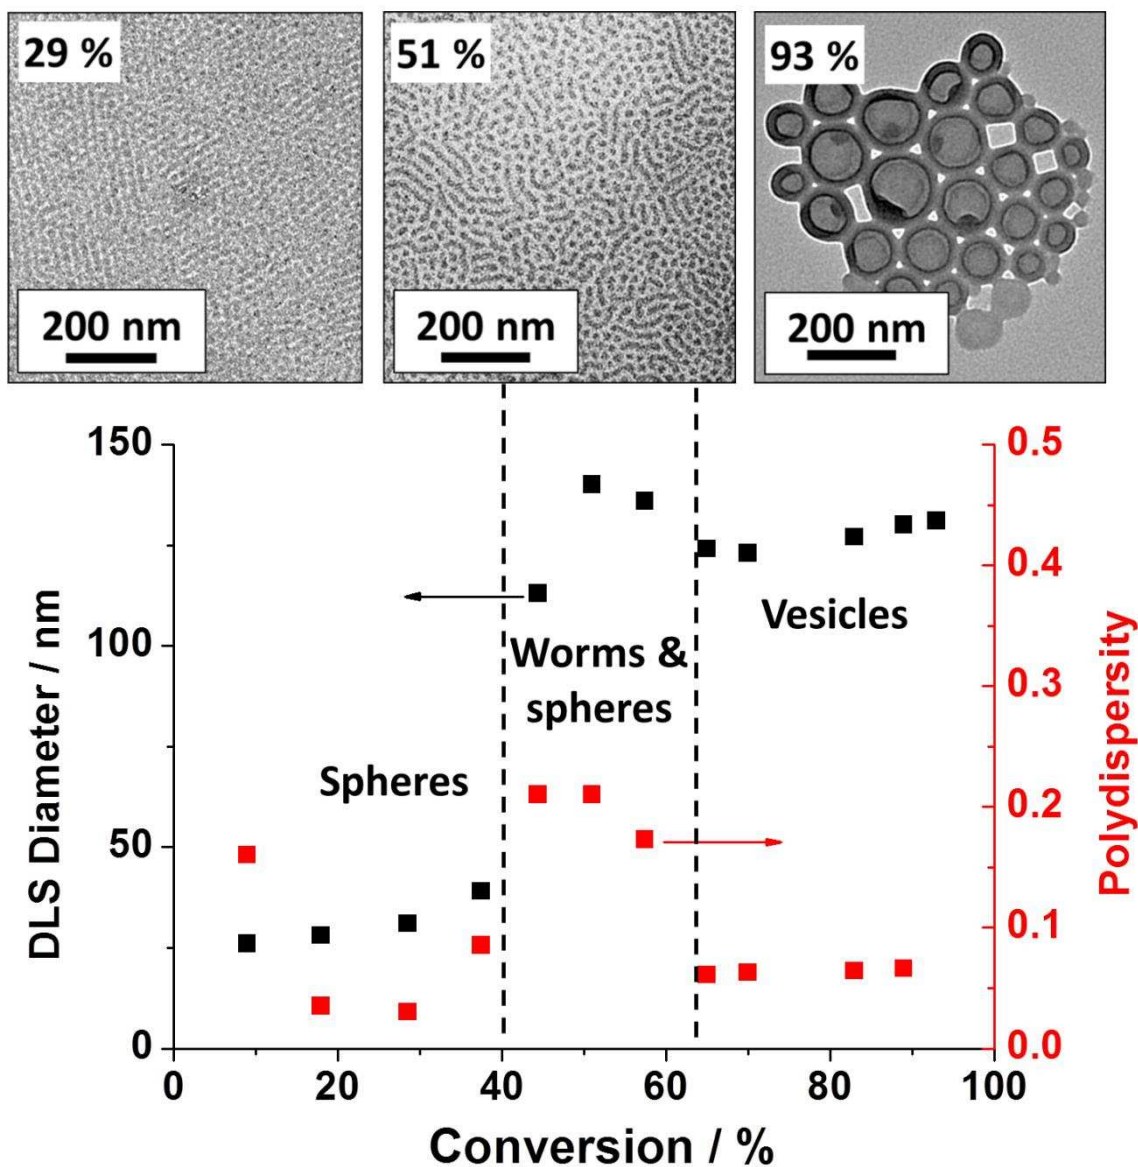 29 %
51 %
93 %
200 nm
200 nm
200 nm
150
100
50
0
DLS Diameter / nm
0.5
0.4
0.3
0.2
0.1
0.0
Polydispersity
Vesicles
Worms &
spheres
Spheres
0
20
40
60
80
100
Conversion / %